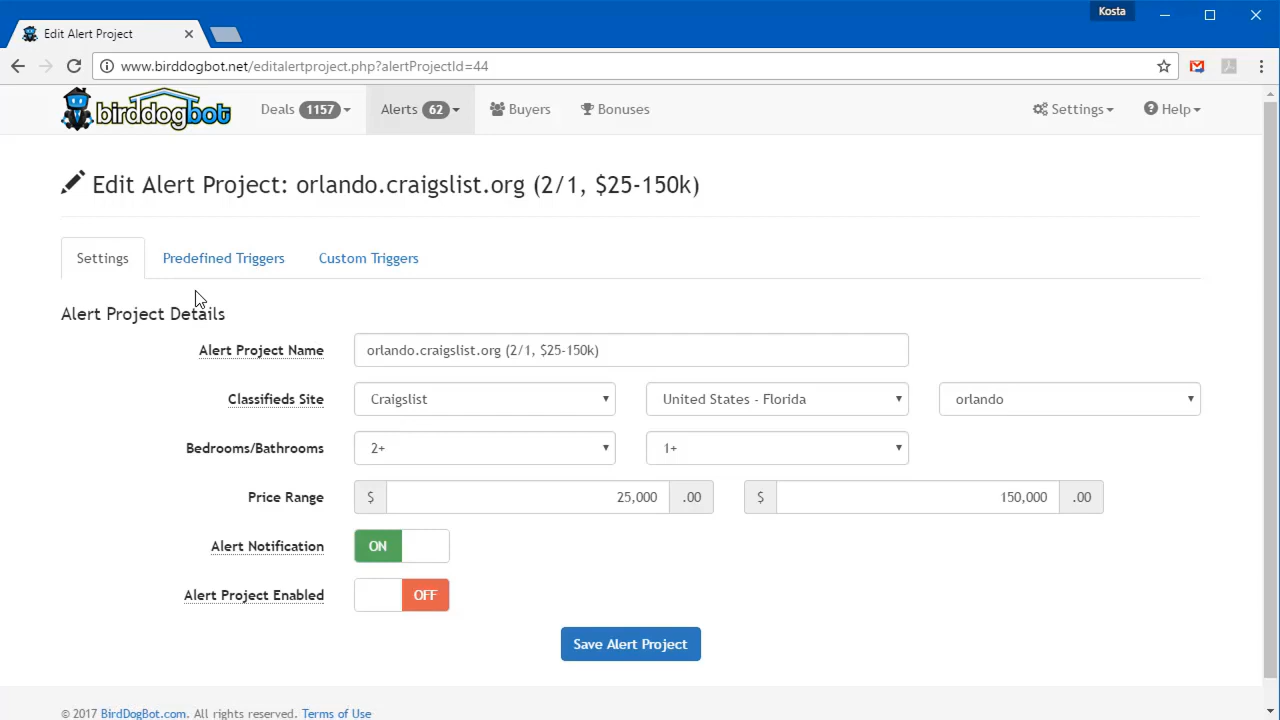 Kosta
Edit Alert Project
www.birddogbot.net/editalertproject.php?alertProjectId=44
birddogbot Deals 1157 Alerts 62 Buyers Bonuses Settings Help
Edit Alert Project: orlando.craigslist.org (2/1, $25-150k)
Settings Predefined Triggers Custom Triggers
Alert Project Details
Alert Project Name orlando.craigslist.org (2/1, $25-150k)
Classifieds Site Craigslist United States - Florida orlando
Bedrooms/Bathrooms 2+ 1+
Price Range $ 25,000 .00 $ 150,000 .00
Alert Notification ON
Alert Project Enabled OFF
Save Alert Project
© 2017 BirdDogBot.com. All rights reserved. Terms of Use